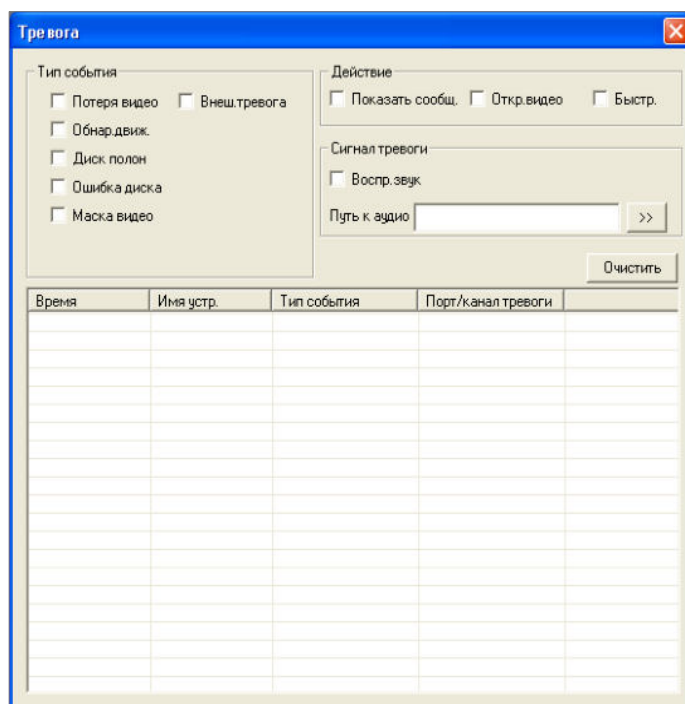 Тревога
Тип события
Потеря видео Внеш.тревога
Обнар.движ.
Диск полон
Ошибка диска
Маска видео
Действие
Показать сообщ. Откр.видео Быстр.
Сигнал тревоги
Воспр.звук
Путь к аудио >>
Очистить
Время Имя устр. Тип события Порт/канал тревоги